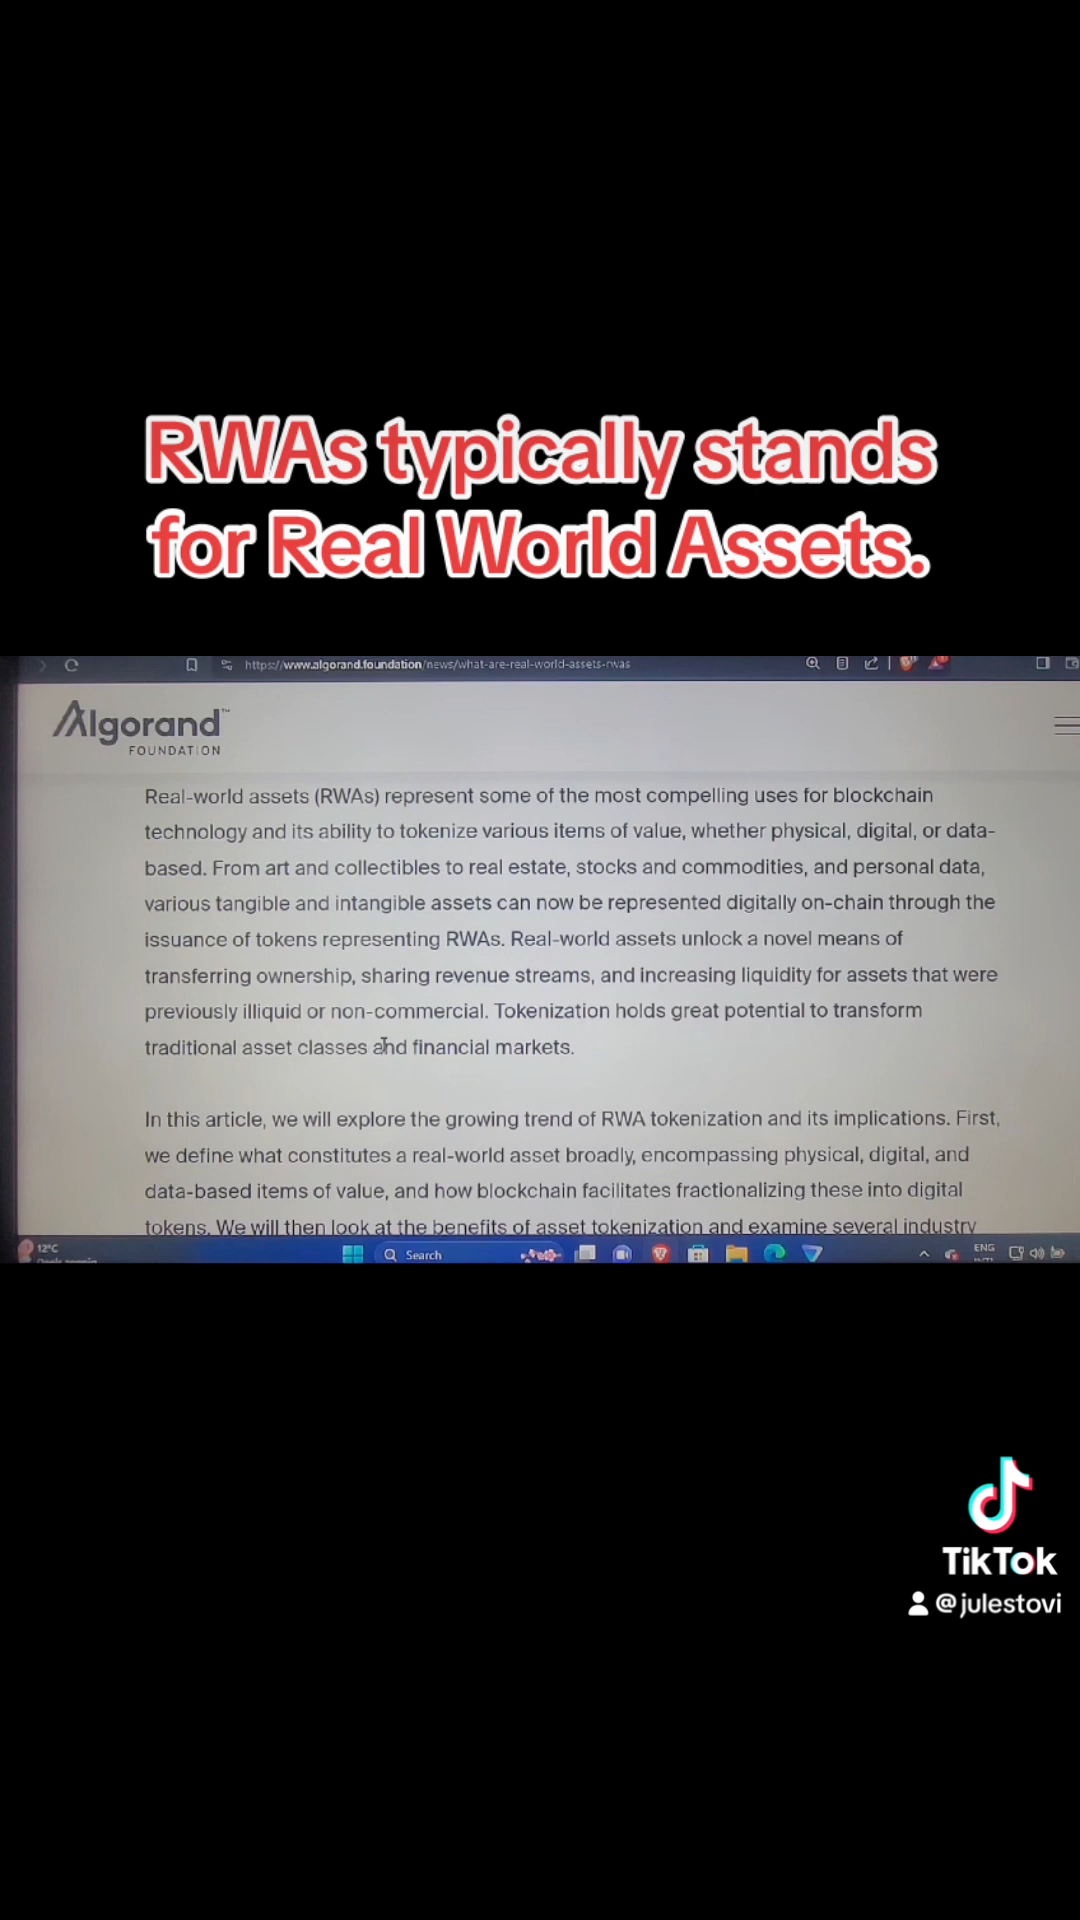 RWAs typically stands
for Real World Assets.
https://www.algorand.foundation/news/what-are-real-world-assets-rwas
Algorand™
FOUNDATION
Real-world assets (RWAs) represent some of the most compelling uses for blockchain
technology and its ability to tokenize various items of value, whether physical, digital, or data-
based. From art and collectibles to real estate, stocks and commodities, and personal data,
various tangible and intangible assets can now be represented digitally on-chain through the
issuance of tokens representing RWAs. Real-world assets unlock a novel means of
transferring ownership, sharing revenue streams, and increasing liquidity for assets that were
previously illiquid or non-commercial. Tokenization holds great potential to transform
traditional asset classes and financial markets.
In this article, we will explore the growing trend of RWA tokenization and its implications. First,
we define what constitutes a real-world asset broadly, encompassing physical, digital, and
data-based items of value, and how blockchain facilitates fractionalizing these into digital
tokens. We will then look at the benefits of asset tokenization and examine several industry
12°C
Search
ENG
TikTok
@julestovi